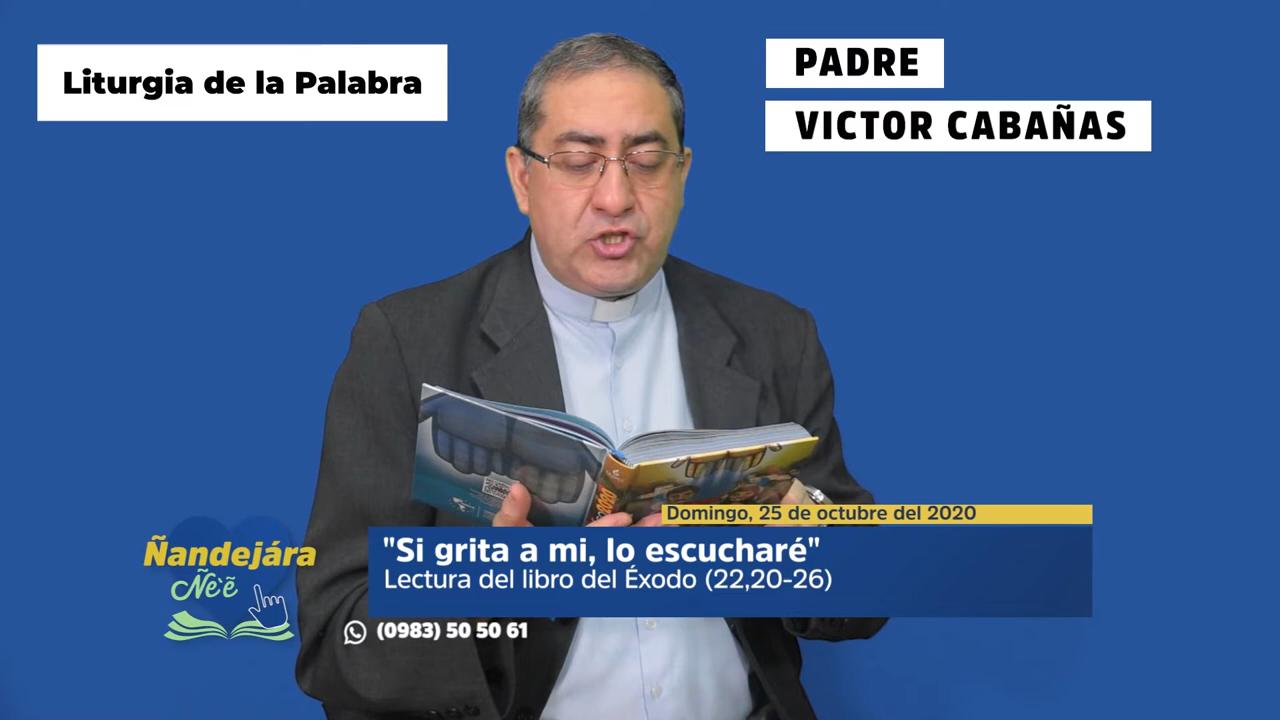 Liturgia de la Palabra
PADRE
VICTOR CABAÑAS
2020
Domingo, 25 de octubre del 2020
"Si grita a mi, lo escucharé"
Lectura del libro del Éxodo (22,20-26)
Ñandejára
Ñe'ẽ
(0983) 50 50 61